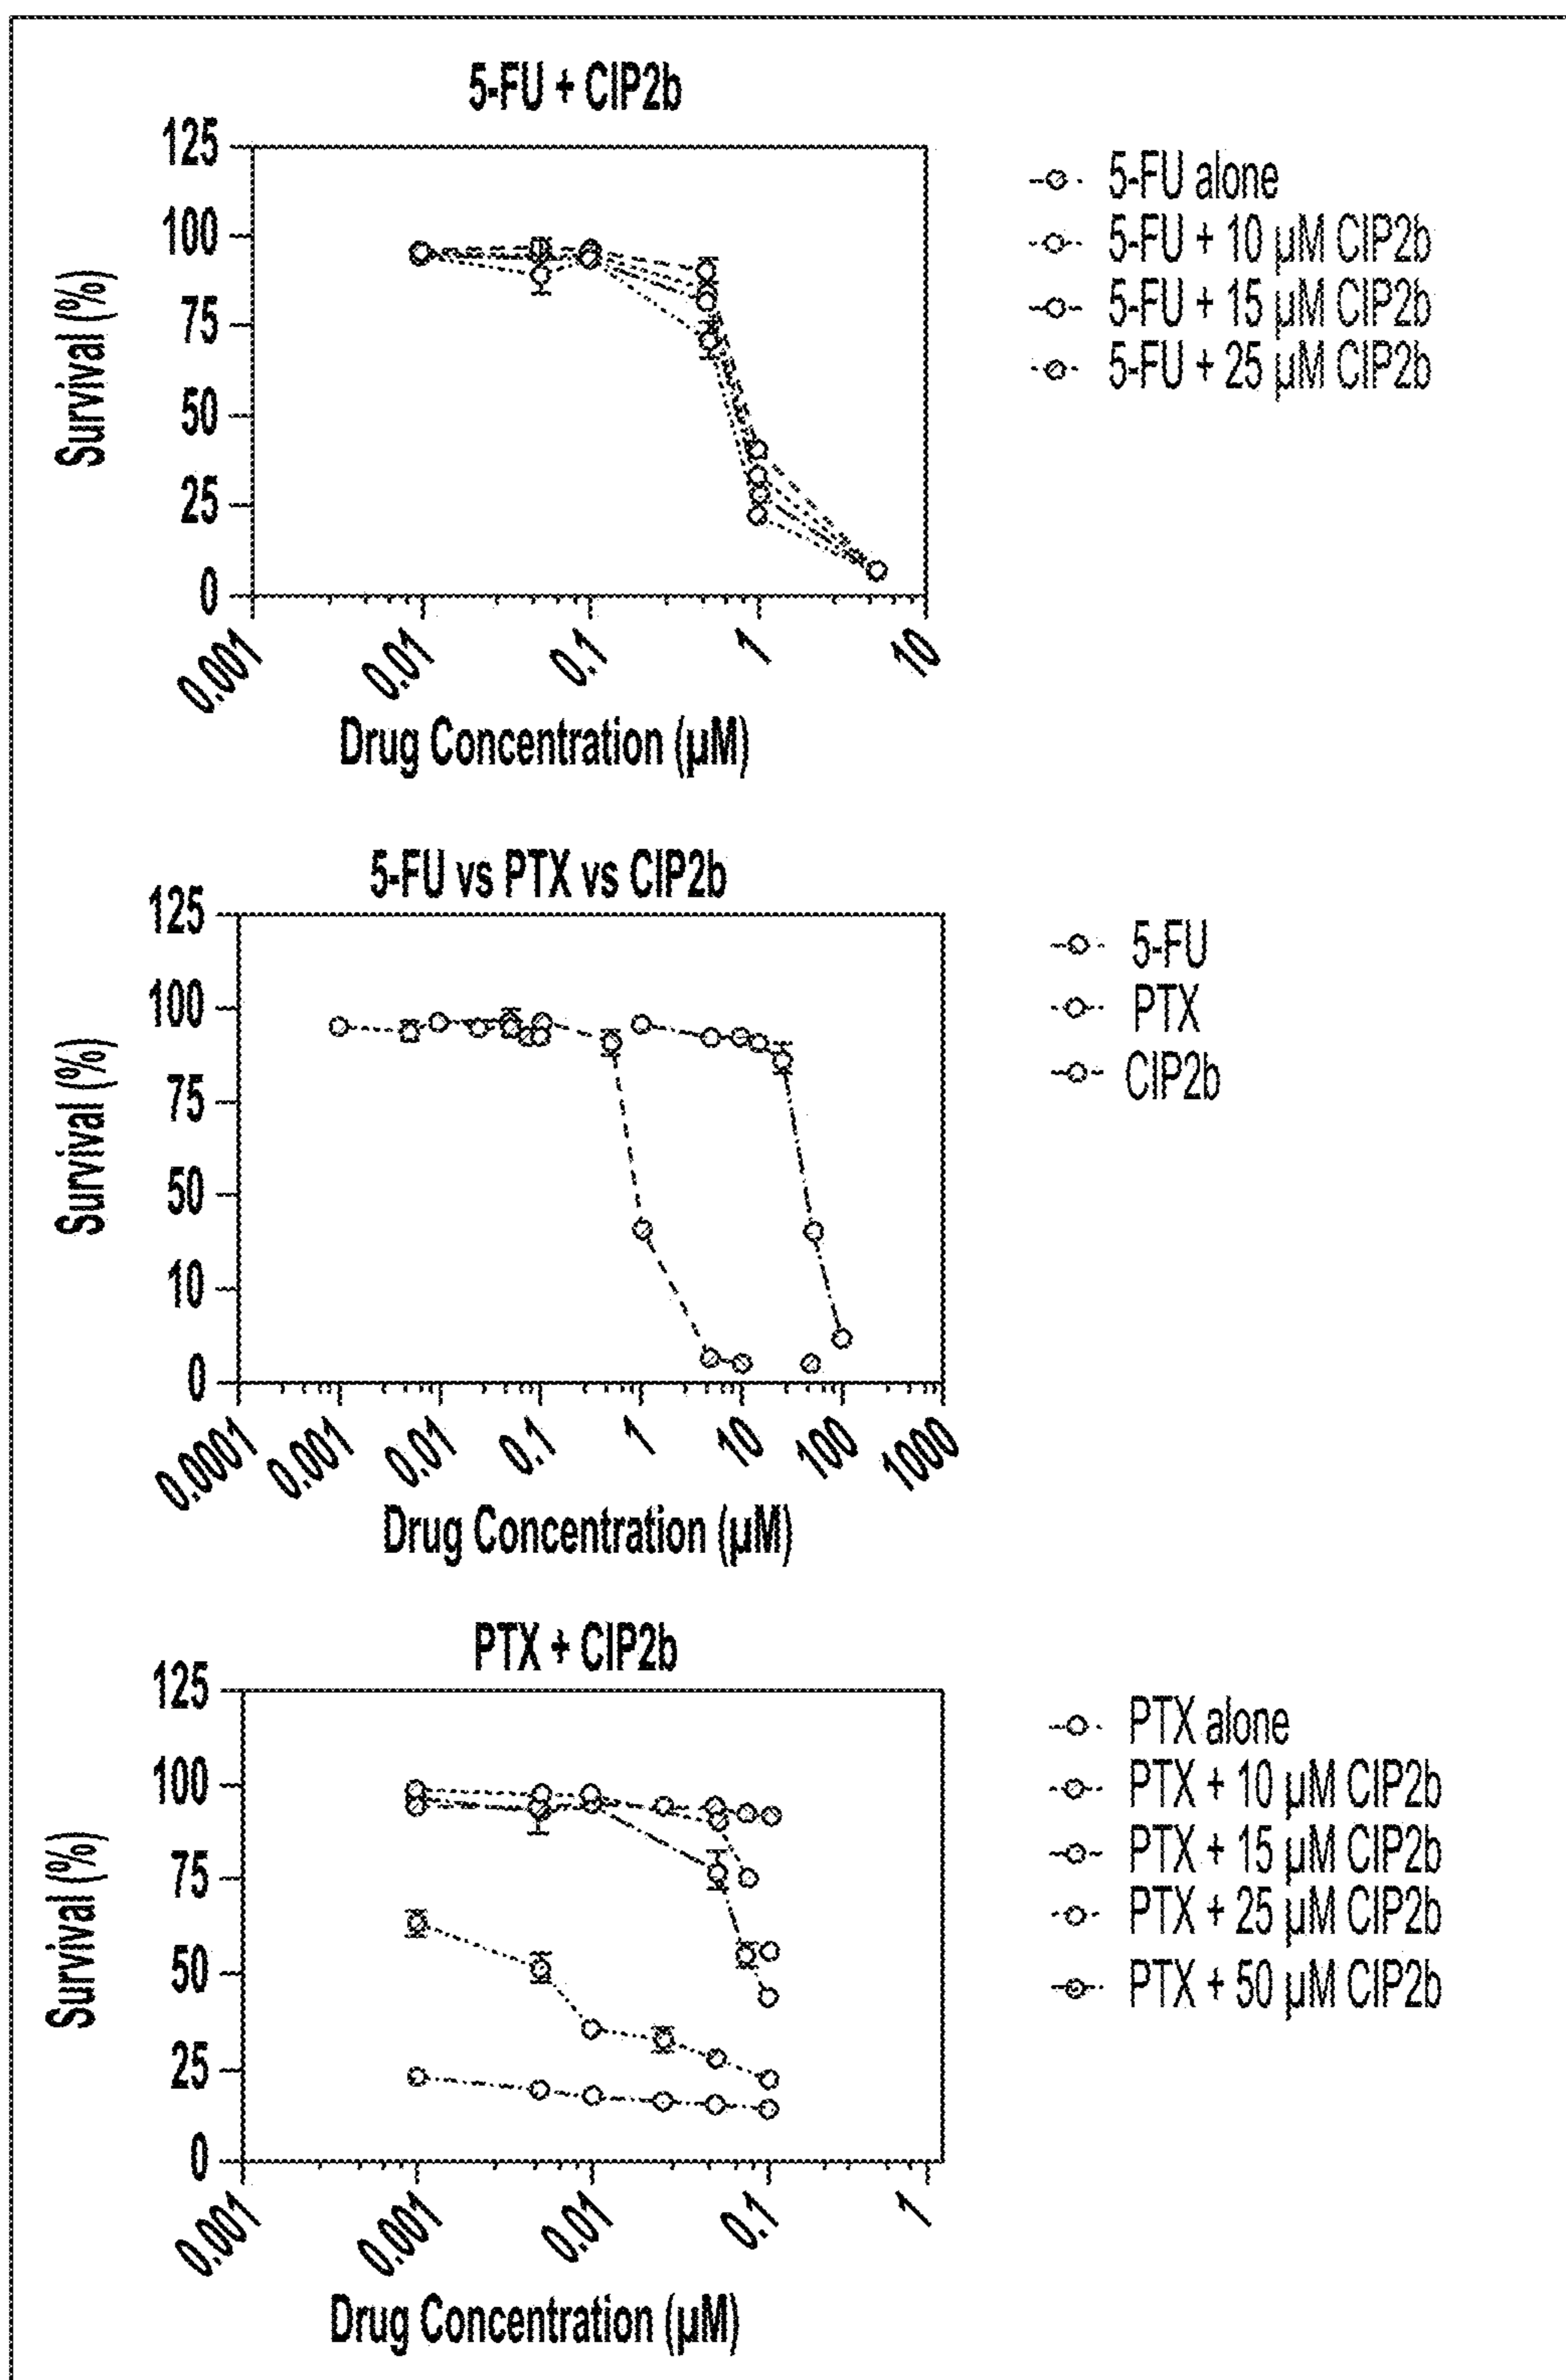 5-FU + CIP2b
125
100
75
50
25
0
Survival (%)
0.001
0.01
0.1
1
10
Drug Concentration (µM)
5-FU alone
5-FU + 10 µM CIP2b
5-FU + 15 µM CIP2b
5-FU + 25 µM CIP2b
5-FU vs PTX vs CIP2b
125
100
75
50
10
0
Survival (%)
0.0001
0.001
0.01
0.1
1
10
100
1000
Drug Concentration (µM)
5-FU
PTX
CIP2b
PTX + CIP2b
125
100
75
50
25
0
Survival (%)
0.001
0.001
0.01
0.1
1
Drug Concentration (µM)
PTX alone
PTX + 10 µM CIP2b
PTX + 15 µM CIP2b
PTX + 25 µM CIP2b
PTX + 50 µM CIP2b